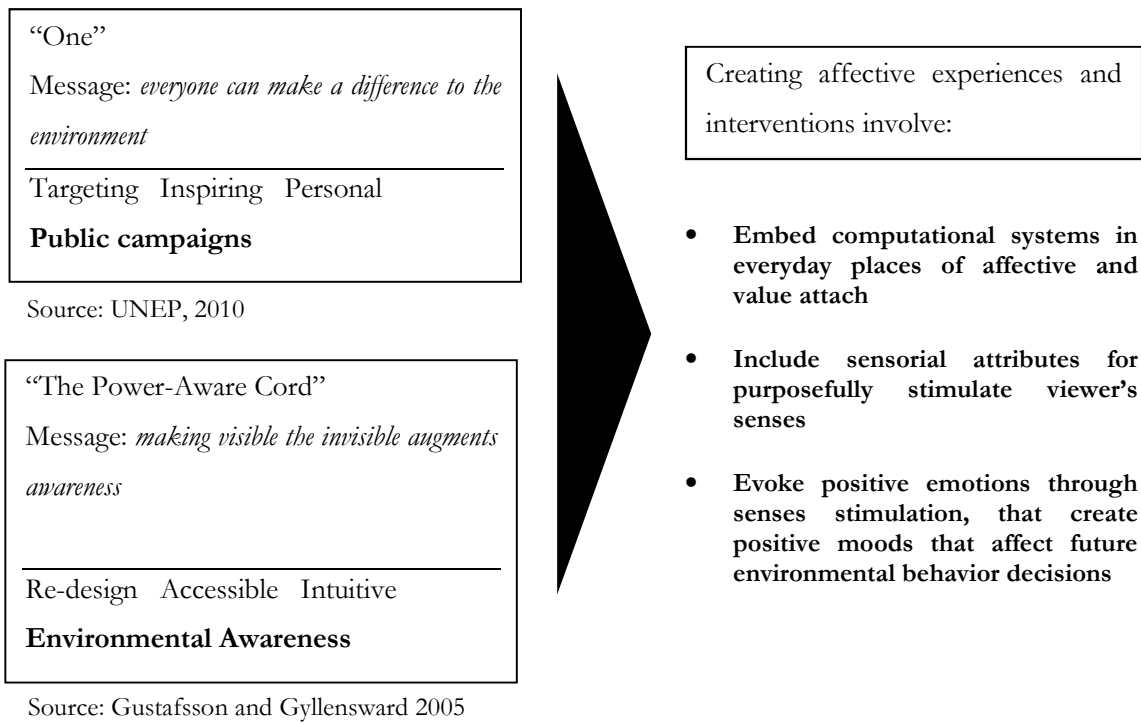 “One”
Message: everyone can make a difference to the
environment
Targeting Inspiring Personal
Public campaigns
Source: UNEP, 2010
“The Power-Aware Cord”
Message: making visible the invisible augments
awareness
Re-design Accessible Intuitive
Environmental Awareness
Source: Gustafsson and Gyllensward 2005
Creating affective experiences and
interventions involve:
• Embed computational systems in
everyday places of affective and
value attach
• Include sensorial attributes for
purposefully stimulate viewer’s
senses
• Evoke positive emotions through
senses stimulation, that create
positive moods that affect future
environmental behavior decisions